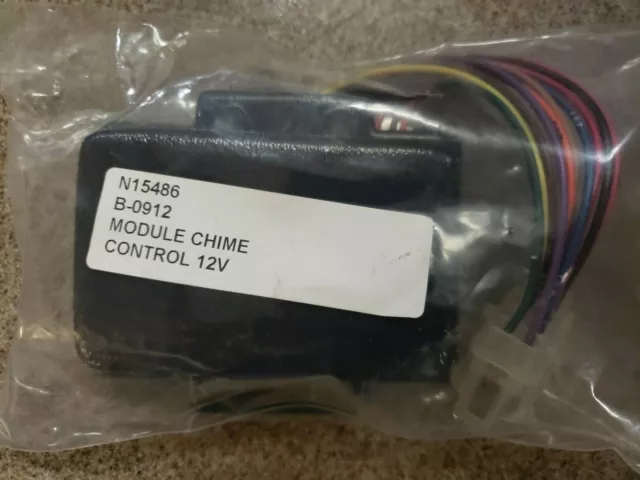 N15486
B-0912
MODULE CHIME
CONTROL 12V